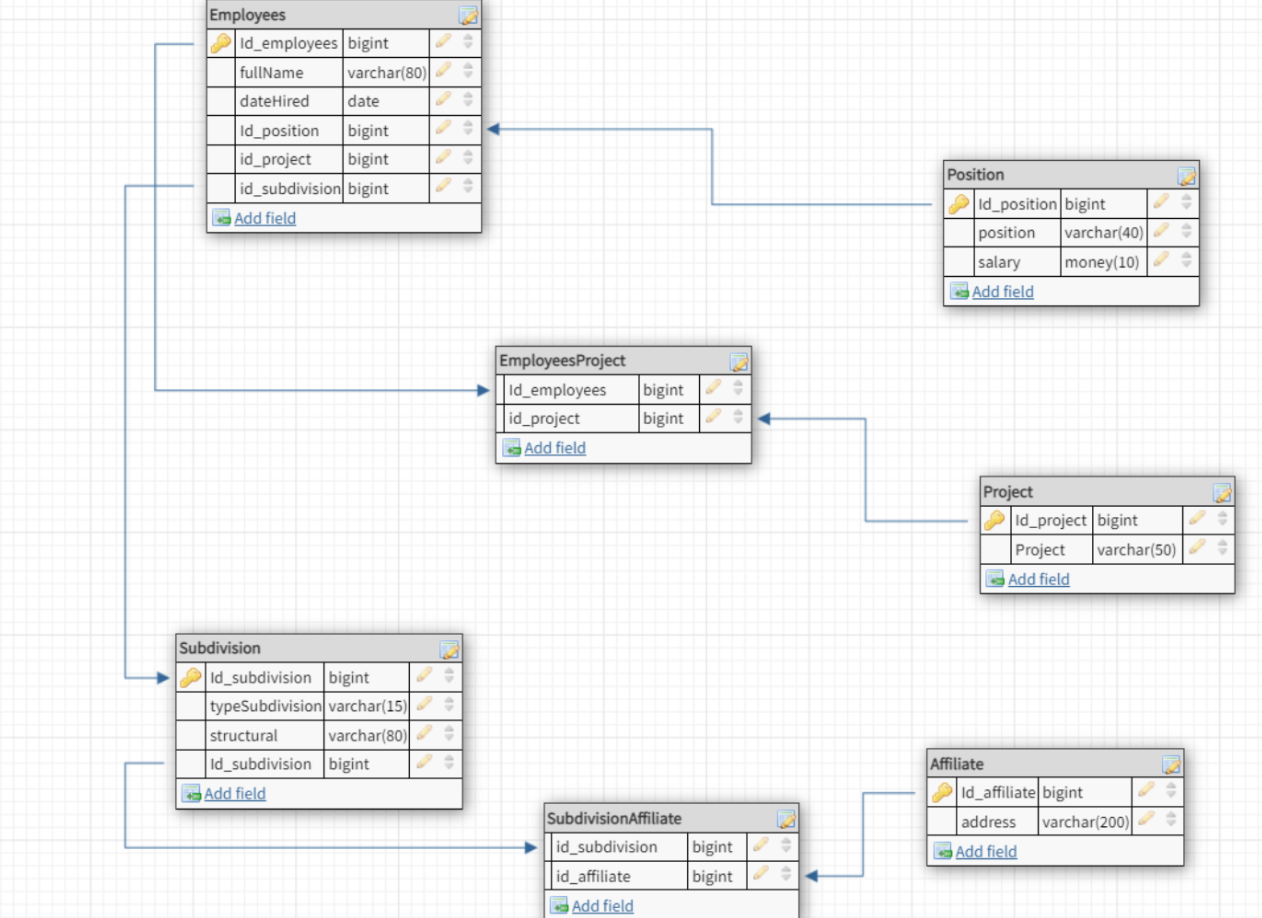 Employees
Id_employees bigint
fullName varchar(80)
dateHired date
Id_position bigint
id_project bigint
id_subdivision bigint
Add field
Position
Id_position bigint
position varchar(40)
salary money(10)
Add field
EmployeesProject
Id_employees bigint
id_project bigint
Add field
Project
Id_project bigint
Project varchar(50)
Add field
Subdivision
Id_subdivision bigint
typeSubdivision varchar(15)
structural varchar(80)
Id_subdivision bigint
Add field
Affiliate
Id_affiliate bigint
address varchar(200)
Add field
SubdivisionAffiliate
id_subdivision bigint
id_affiliate bigint
Add field